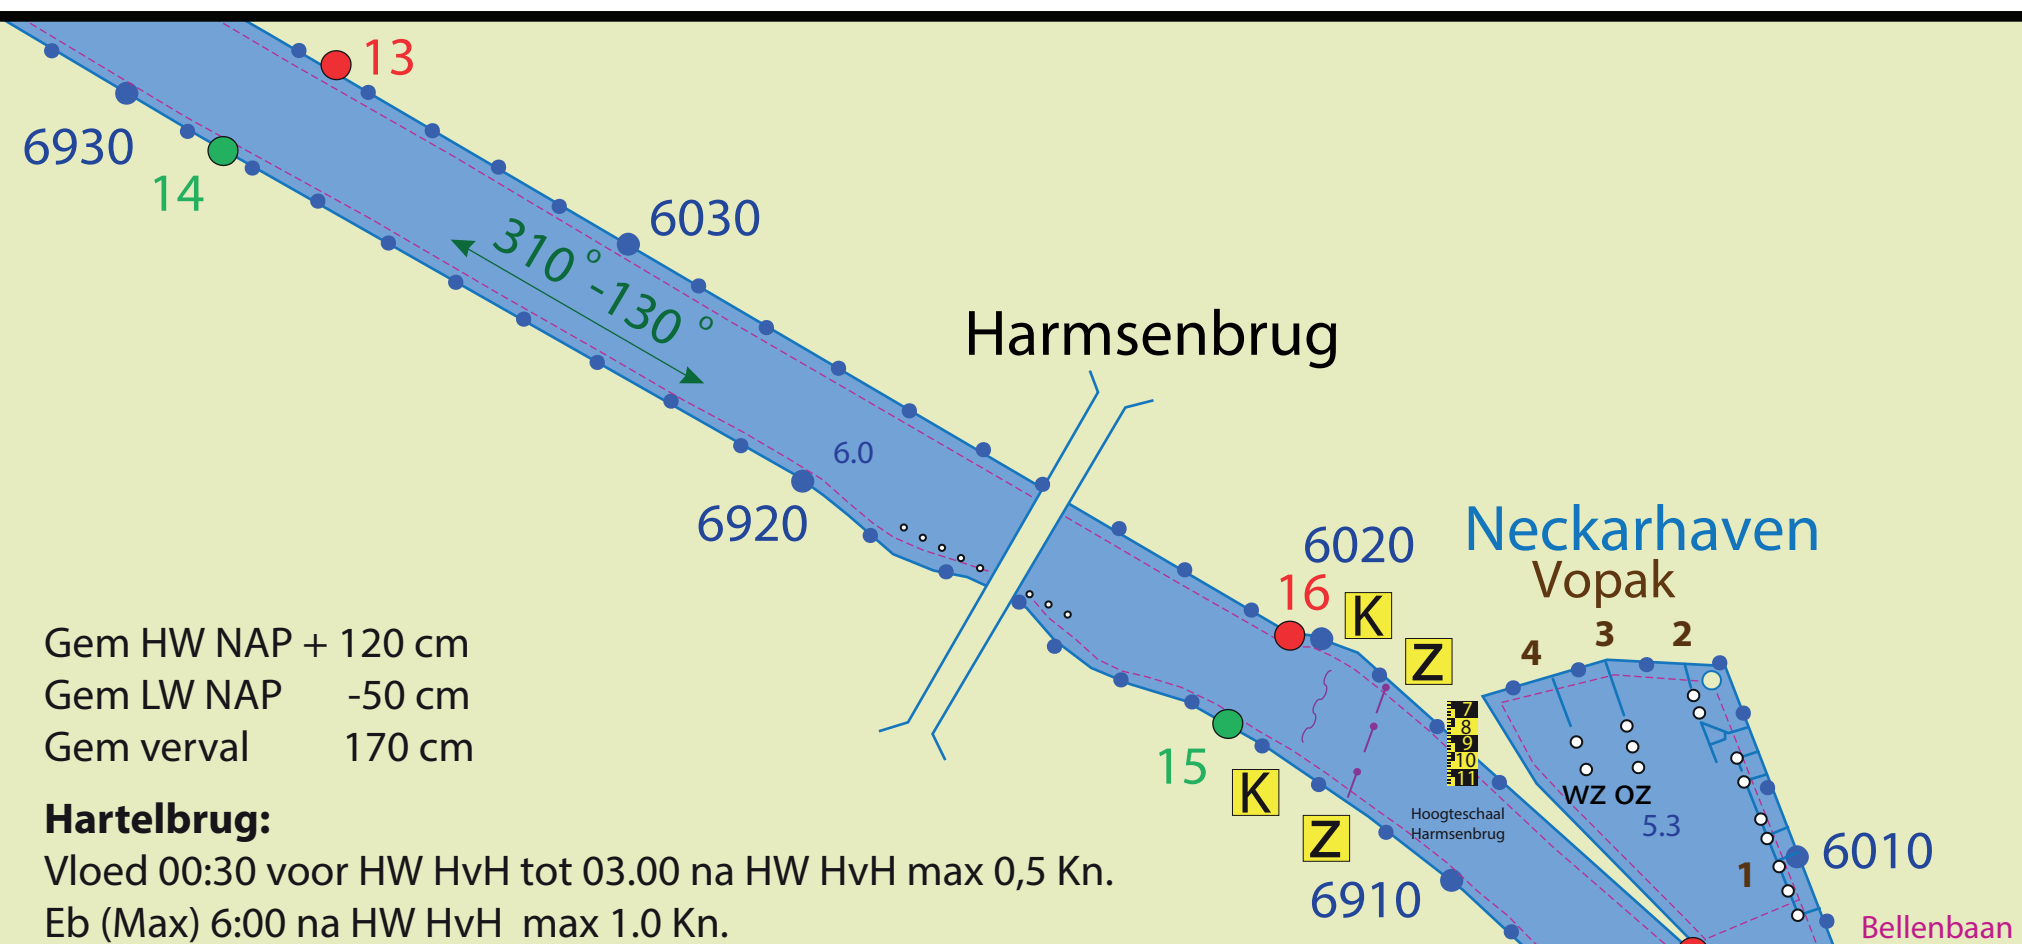 13
6930
14
6030
310° -130°
Harmsenbrug
6.0
6920
6020
Neckarhaven
Vopak
16
K
Z
4
3
2
Gem HW NAP + 120 cm
Gem LW NAP -50 cm
Gem verval 170 cm
7
8
9
10
11
15
K
Z
WZ OZ
5.3
Hoogteschaal
Harmsenbrug
Hartelbrug:
6010
1
Vloed 00:30 voor HW HvH tot 03.00 na HW HvH max 0,5 Kn.
6910
Eb (Max) 6:00 na HW HvH max 1.0 Kn.
Bellenbaan